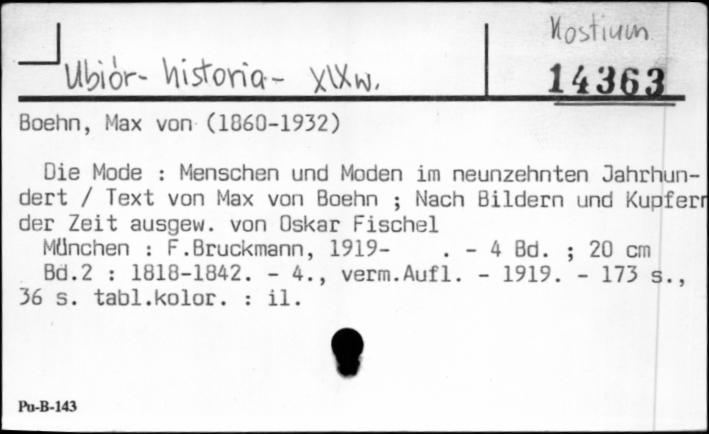 Kostium
Ubiór - historia - XIX w.
14363
Boehn, Max von (1860-1932)
Die Mode : Menschen und Moden im neunzehnten Jahrhun-
dert / Text von Max von Boehn ; Nach Bildern und Kupfern
der Zeit ausgew. von Oskar Fischel
München : F.Bruckmann, 1919-    . - 4 Bd. ; 20 cm
Bd.2 : 1818-1842. - 4., verm.Aufl. - 1919. - 173 s.,
36 s. tabl.kolor. : il.
Pu-B-143